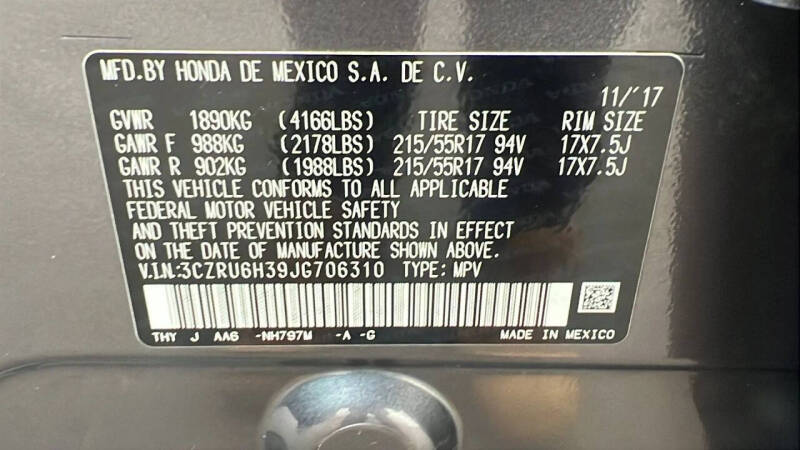 MFD.BY HONDA DE MEXICO S.A. DE C.V.
11/'17
GVWR 1890KG (4166LBS) TIRE SIZE RIM SIZE
GAWR F 988KG (2178LBS) 215/55R17 94V 17X7.5J
GAWR R 902KG (1988LBS) 215/55R17 94V 17X7.5J
THIS VEHICLE CONFORMS TO ALL APPLICABLE
FEDERAL MOTOR VEHICLE SAFETY
AND THEFT PREVENTION STANDARDS IN EFFECT
ON THE DATE OF MANUFACTURE SHOWN ABOVE.
V.I.N.:3CZRU6H39JG706310 TYPE: MPV
THY J AA6 -NH797M -A -G MADE IN MEXICO